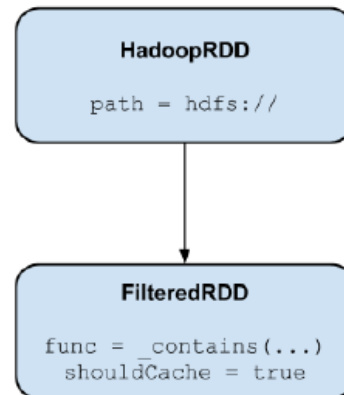 HadoopRDD
path = hdfs://
FilteredRDD
func = _contains(...)
shouldCache = true